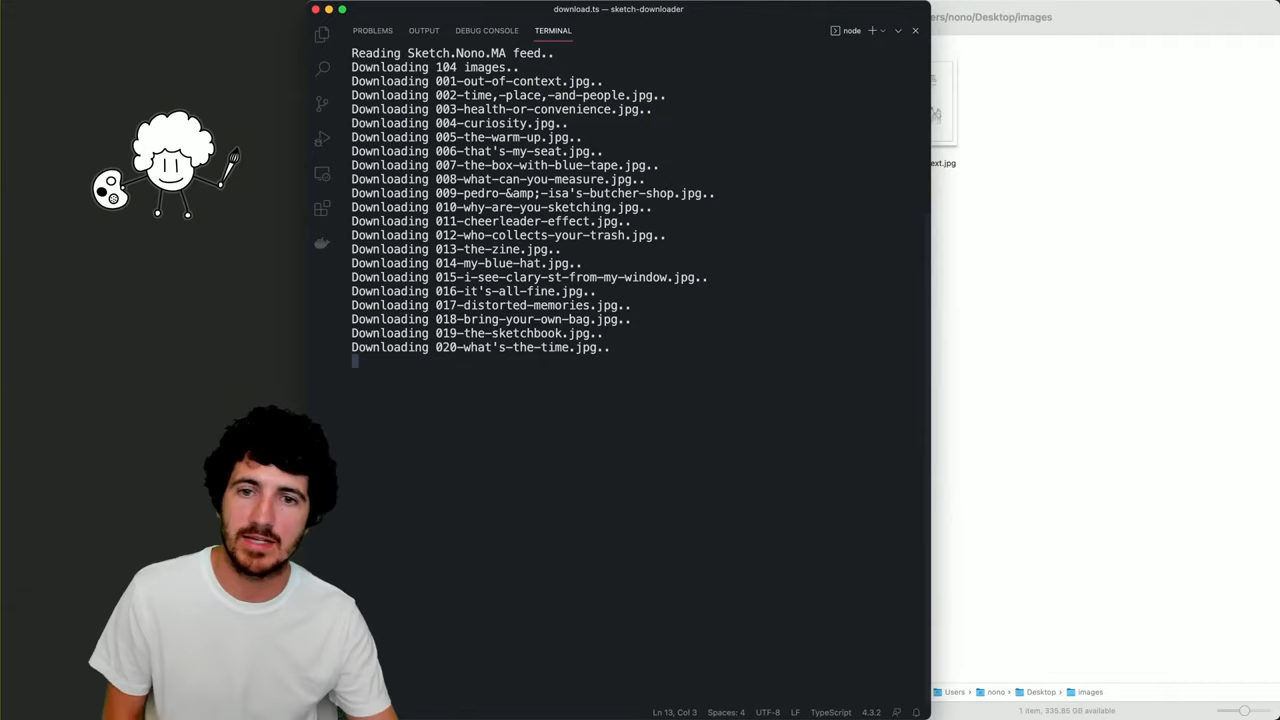 download.ts — sketch-downloader
ers/nono/Desktop/images
PROBLEMS OUTPUT DEBUG CONSOLE TERMINAL
node
Reading Sketch.Nono.MA feed..
Downloading 104 images..
Downloading 001-out-of-context.jpg..
Downloading 002-time,-place,-and-people.jpg..
Downloading 003-health-or-convenience.jpg..
Downloading 004-curiosity.jpg..
Downloading 005-the-warm-up.jpg..
Downloading 006-that's-my-seat.jpg..
Downloading 007-the-box-with-blue-tape.jpg..
Downloading 008-what-can-you-measure.jpg..
Downloading 009-pedro-&amp;-isa's-butcher-shop.jpg..
Downloading 010-why-are-you-sketching.jpg..
Downloading 011-cheerleader-effect.jpg..
Downloading 012-who-collects-your-trash.jpg..
Downloading 013-the-zine.jpg..
Downloading 014-my-blue-hat.jpg..
Downloading 015-i-see-clary-st-from-my-window.jpg..
Downloading 016-it's-all-fine.jpg..
Downloading 017-distorted-memories.jpg..
Downloading 018-bring-your-own-bag.jpg..
Downloading 019-the-sketchbook.jpg..
Downloading 020-what's-the-time.jpg..
ext.jpg
Users › nono › Desktop › images
Ln 13, Col 3 Spaces: 4 UTF-8 LF TypeScript 4.3.2
1 item, 335.85 GB available